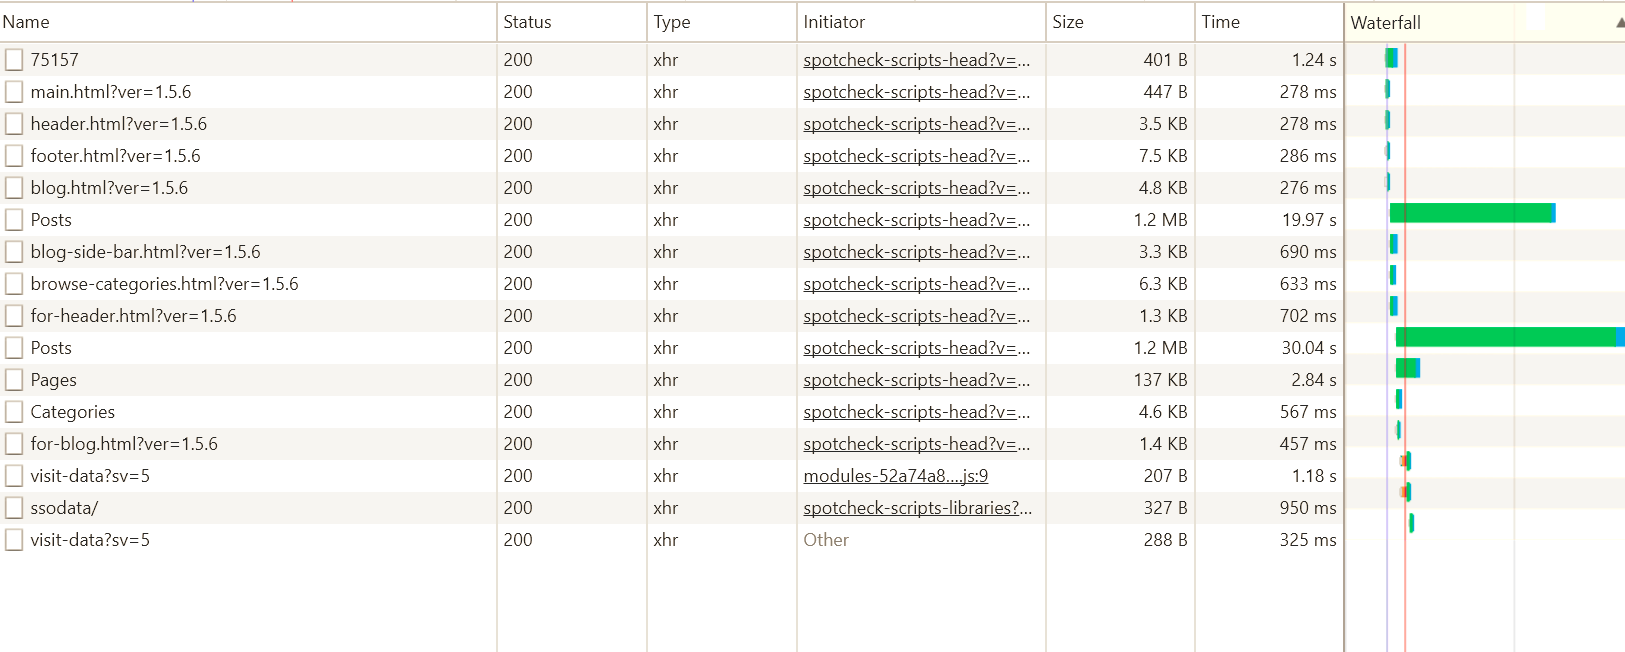 Name Status Type Initiator Size Time Waterfall
75157 200 xhr spotcheck-scripts-head?v=… 401 B 1.24 s
main.html?ver=1.5.6 200 xhr spotcheck-scripts-head?v=… 447 B 278 ms
header.html?ver=1.5.6 200 xhr spotcheck-scripts-head?v=… 3.5 KB 278 ms
footer.html?ver=1.5.6 200 xhr spotcheck-scripts-head?v=… 7.5 KB 286 ms
blog.html?ver=1.5.6 200 xhr spotcheck-scripts-head?v=… 4.8 KB 276 ms
Posts 200 xhr spotcheck-scripts-head?v=… 1.2 MB 19.97 s
blog-side-bar.html?ver=1.5.6 200 xhr spotcheck-scripts-head?v=… 3.3 KB 690 ms
browse-categories.html?ver=1.5.6 200 xhr spotcheck-scripts-head?v=… 6.3 KB 633 ms
for-header.html?ver=1.5.6 200 xhr spotcheck-scripts-head?v=… 1.3 KB 702 ms
Posts 200 xhr spotcheck-scripts-head?v=… 1.2 MB 30.04 s
Pages 200 xhr spotcheck-scripts-head?v=… 137 KB 2.84 s
Categories 200 xhr spotcheck-scripts-head?v=… 4.6 KB 567 ms
for-blog.html?ver=1.5.6 200 xhr spotcheck-scripts-head?v=… 1.4 KB 457 ms
visit-data?sv=5 200 xhr modules-52a74a8….js:9 207 B 1.18 s
ssodata/ 200 xhr spotcheck-scripts-libraries?… 327 B 950 ms
visit-data?sv=5 200 xhr Other 288 B 325 ms